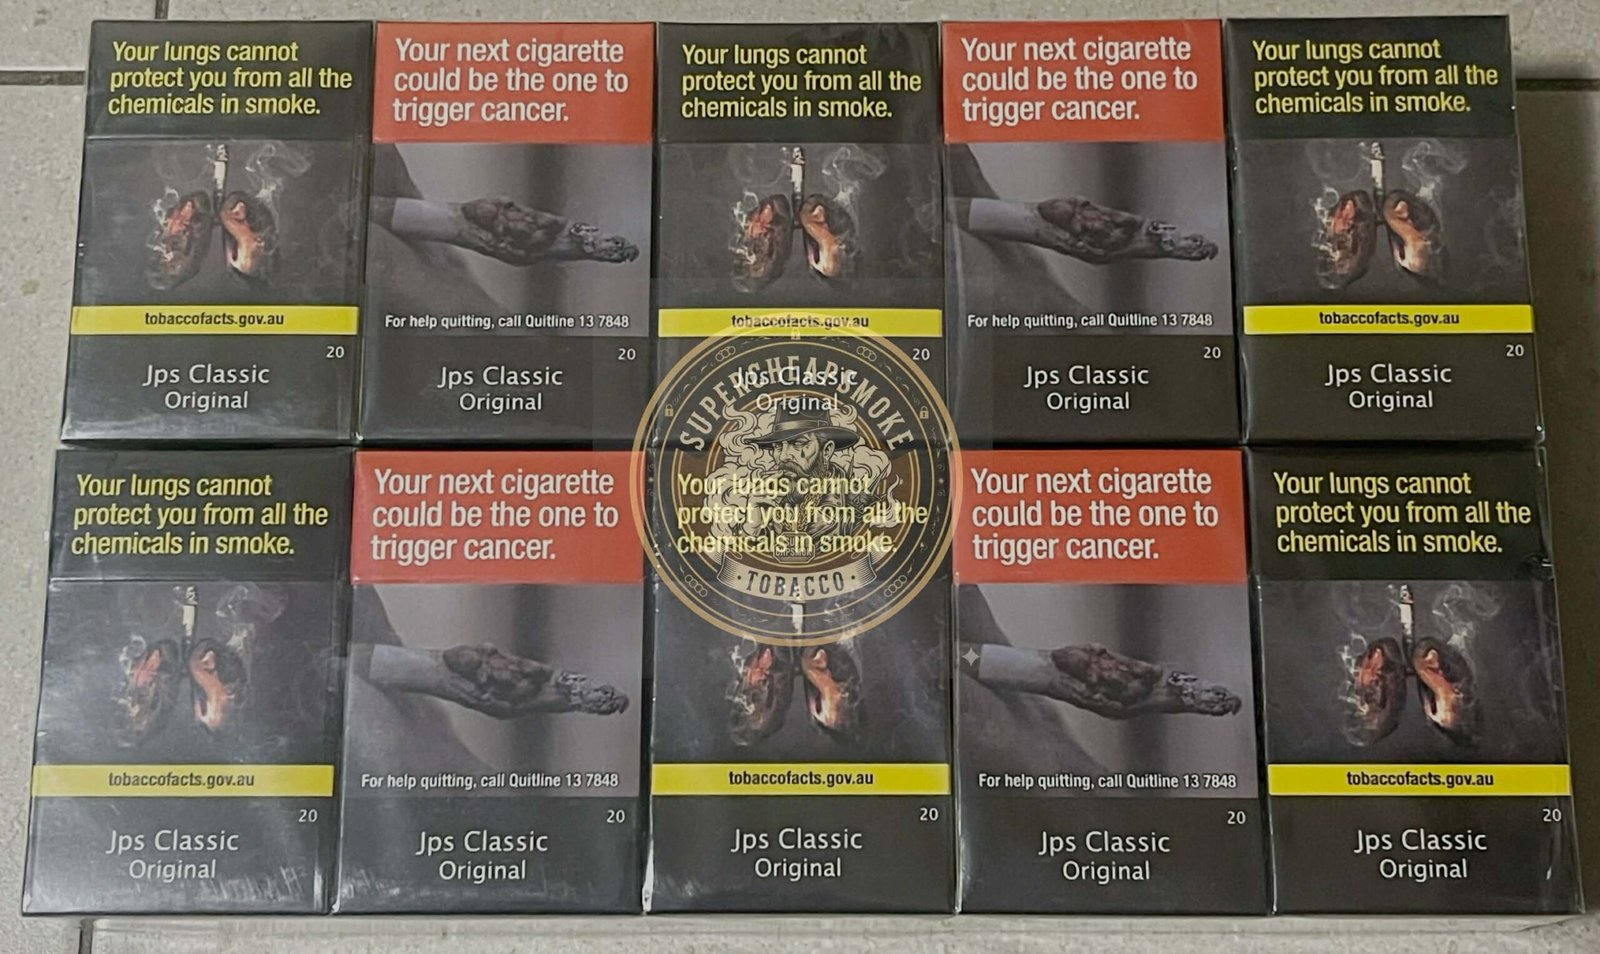 Your lungs cannot
protect you from all the
chemicals in smoke.
tobaccofacts.gov.au
20
Jps Classic
Original
Your next cigarette
could be the one to
trigger cancer.
For help quitting, call Quitline 13 7848
20
Jps Classic
Original
Your lungs cannot
protect you from all the
chemicals in smoke.
tobaccofacts.gov.au
20
Jps Classic
Original
Your next cigarette
could be the one to
trigger cancer.
For help quitting, call Quitline 13 7848
20
Jps Classic
Original
Your lungs cannot
protect you from all the
chemicals in smoke.
tobaccofacts.gov.au
20
Jps Classic
Original
SUPERCHEAPSMOKE
TOBACCO
Your lungs cannot
protect you from all the
chemicals in smoke.
tobaccofacts.gov.au
20
Jps Classic
Original
Your next cigarette
could be the one to
trigger cancer.
For help quitting, call Quitline 13 7848
20
Jps Classic
Original
Your lungs cannot
protect you from all the
chemicals in smoke.
tobaccofacts.gov.au
20
Jps Classic
Original
Your next cigarette
could be the one to
trigger cancer.
For help quitting, call Quitline 13 7848
20
Jps Classic
Original
Your lungs cannot
protect you from all the
chemicals in smoke.
tobaccofacts.gov.au
20
Jps Classic
Original